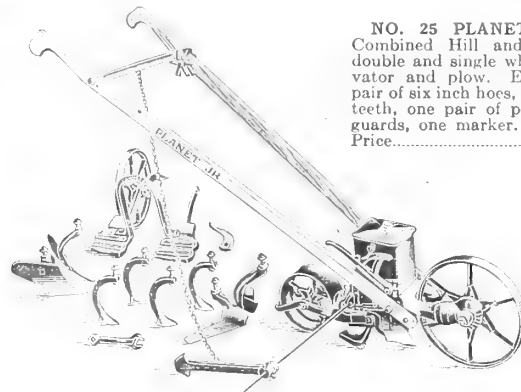 NO. 25 PLANET
Combined Hill and
double and single wh
vator and plow. E
pair of six inch hoes,
teeth, one pair of p
guards, one marker.
Price
PLANET JR